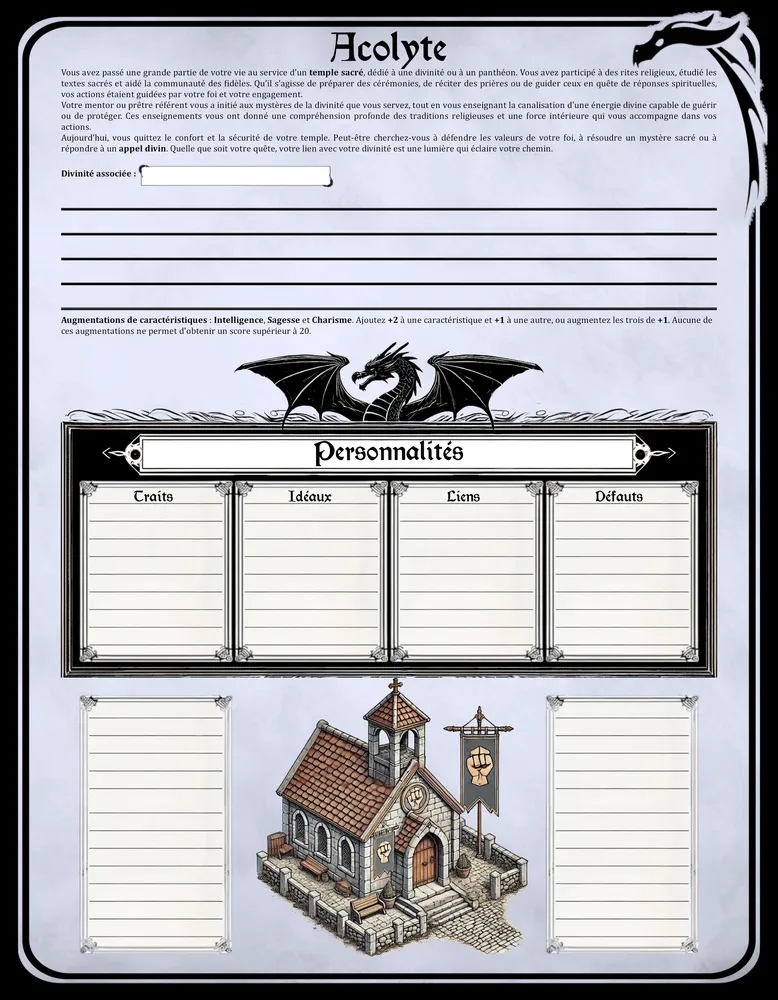 Acolyte
Vous avez passé une grande partie de votre vie au service d'un temple sacré, dédié à une divinité ou à un panthéon. Vous avez participé à des rites religieux, étudié les
textes sacrés et aidé la communauté des fidèles. Qu'il s'agisse de préparer des cérémonies, de réciter des prières ou de guider ceux en quête de réponses spirituelles,
vos actions étaient guidées par votre foi et votre engagement.
Votre mentor ou prêtre référent vous a initié aux mystères de la divinité que vous servez, tout en vous enseignant la canalisation d'une énergie divine capable de guérir
ou de protéger. Ces enseignements vous ont donné une compréhension profonde des traditions religieuses et une force intérieure qui vous accompagne dans vos
actions.
Aujourd'hui, vous quittez le confort et la sécurité de votre temple. Peut-être cherchez-vous à défendre les valeurs de votre foi, à résoudre un mystère sacré ou à
répondre à un appel divin. Quelle que soit votre quête, votre lien avec votre divinité est une lumière qui éclaire votre chemin.
Divinité associée :
Augmentations de caractéristiques : Intelligence, Sagesse et Charisme. Ajoutez +2 à une caractéristique et +1 à une autre, ou augmentez les trois de +1. Aucune de
ces augmentations ne permet d'obtenir un score supérieur à 20.
Personnalités
Traits
Idéaux
Liens
Défauts